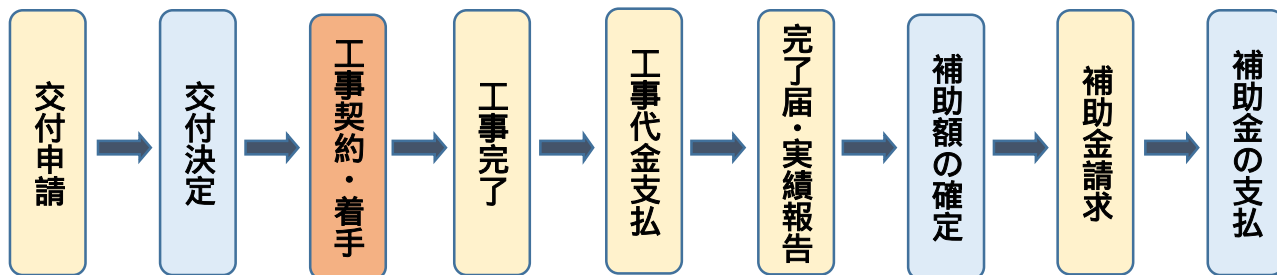 交付申請
交付決定
工事契約・着手
工事完了
工事代金支払
完了届・実績報告
補助額の確定
補助金請求
補助金の支払